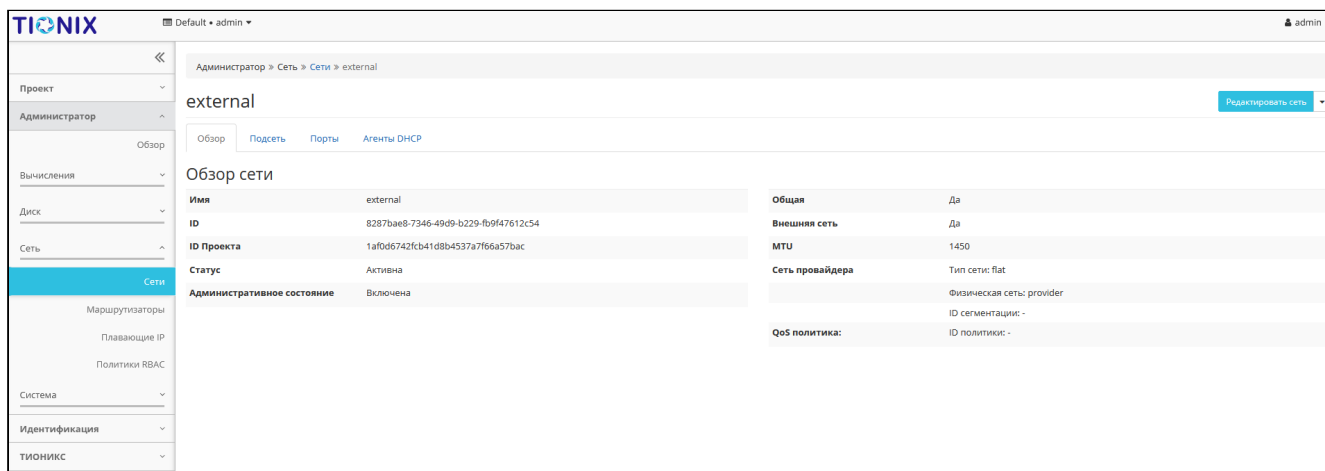 TIONIX
Default • admin
admin
Администратор » Сеть » Сети » external
Проект
Администратор
Обзор
Вычисления
Диск
Сеть
Сети
Маршрутизаторы
Плавающие IP
Политики RBAC
Система
Идентификация
ТИОНИКС
external
Редактировать сеть
Обзор Подсеть Порты Агенты DHCP
Обзор сети
Имя external
ID 8287bae8-7346-49d9-b229-fb9f47612c54
ID Проекта 1af0d6742fcb41d8b4537a7f66a57bac
Статус Активна
Административное состояние Включена
Общая Да
Внешняя сеть Да
MTU 1450
Сеть провайдера Тип сети: flat
Физическая сеть: provider
ID сегментации: -
QoS политика: ID политики: -